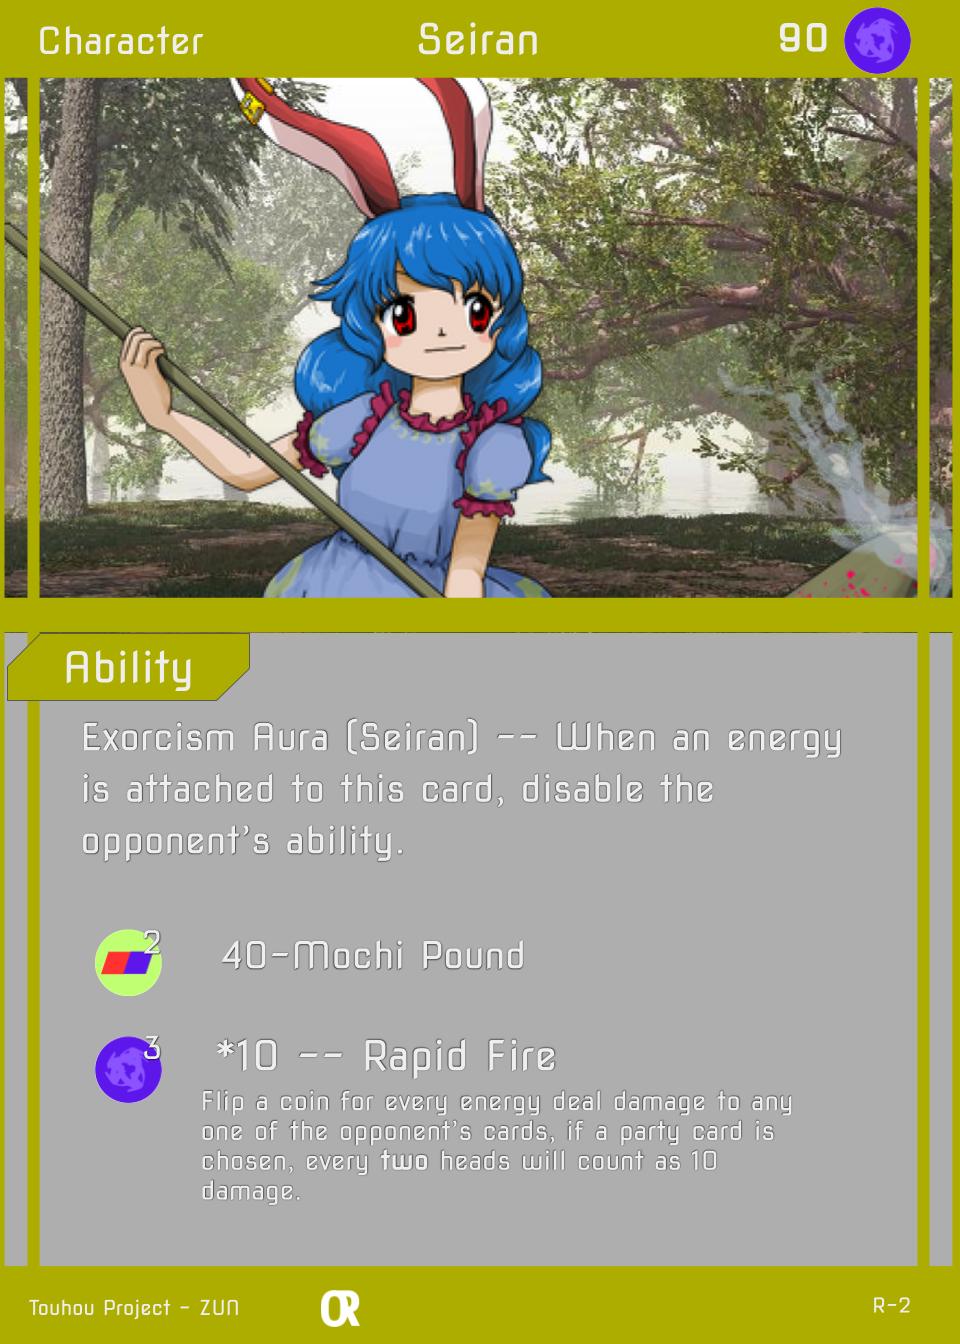 Character Seiran 90
Ability
Exorcism Aura (Seiran) -- When an energy
is attached to this card, disable the
opponent's ability.
2 40-Mochi Pound
3 *10 -- Rapid Fire
Flip a coin for every energy deal damage to any
one of the opponent's cards, if a party card is
chosen, every two heads will count as 10
damage.
Touhou Project - ZUN OR R-2